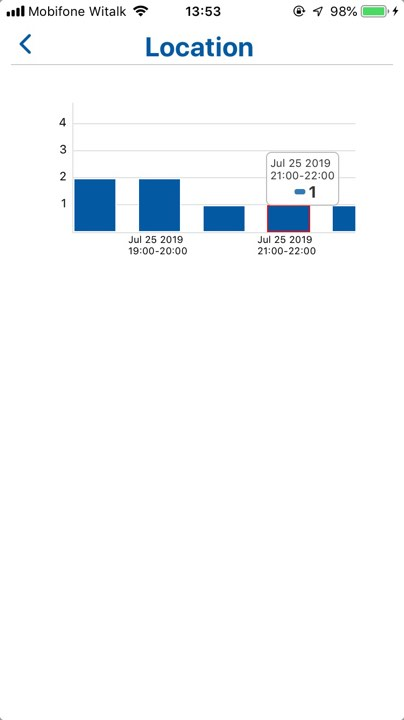 Mobifone Witalk 13:53 98%
Location
4
3
2
1
Jul 25 2019
21:00-22:00
1
Jul 25 2019
19:00-20:00
Jul 25 2019
21:00-22:00